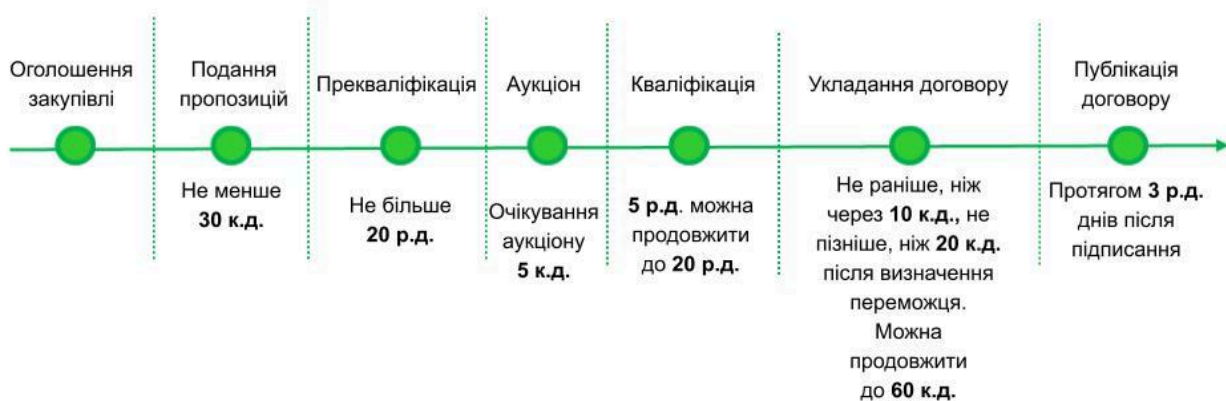 Оголошення
закупівлі
Подання
пропозицій
Прекваліфікація
Аукціон
Кваліфікація
Укладання договору
Публікація
договору
Не менше
30 к.д.
Не більше
20 р.д.
Очікування
аукціону
5 к.д.
5 р.д. можна
продовжити
до 20 р.д.
Не раніше, ніж
через 10 к.д., не
пізніше, ніж 20 к.д.
після визначення
переможця.
Можна
продовжити
до 60 к.д.
Протягом 3 р.д.
днів після
підписання